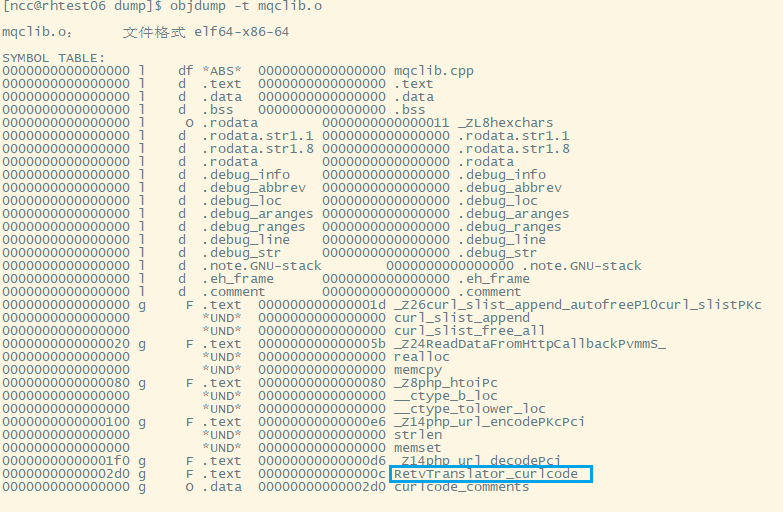 [ncc@rhtest06 dump]$ objdump -t mqclib.o
mqclib.o： 文件格式 elf64-x86-64
SYMBOL TABLE:
0000000000000000 l df *ABS* 0000000000000000 mqclib.cpp
0000000000000000 l d .text 0000000000000000 .text
0000000000000000 l d .data 0000000000000000 .data
0000000000000000 l d .bss 0000000000000000 .bss
0000000000000000 l O .rodata 0000000000000011 _ZL8hexchars
0000000000000000 l d .rodata.str1.1 0000000000000000 .rodata.str1.1
0000000000000000 l d .rodata.str1.8 0000000000000000 .rodata.str1.8
0000000000000000 l d .rodata 0000000000000000 .rodata
0000000000000000 l d .debug_info 0000000000000000 .debug_info
0000000000000000 l d .debug_abbrev 0000000000000000 .debug_abbrev
0000000000000000 l d .debug_loc 0000000000000000 .debug_loc
0000000000000000 l d .debug_aranges 0000000000000000 .debug_aranges
0000000000000000 l d .debug_ranges 0000000000000000 .debug_ranges
0000000000000000 l d .debug_line 0000000000000000 .debug_line
0000000000000000 l d .debug_str 0000000000000000 .debug_str
0000000000000000 l d .note.GNU-stack 0000000000000000 .note.GNU-stack
0000000000000000 l d .eh_frame 0000000000000000 .eh_frame
0000000000000000 l d .comment 0000000000000000 .comment
0000000000000000 g F .text 000000000000001d _Z26curl_slist_append_autofreeP10curl_slistPKc
0000000000000000 *UND* 0000000000000000 curl_slist_append
0000000000000000 *UND* 0000000000000000 curl_slist_free_all
0000000000000020 g F .text 000000000000005b _Z24ReadDataFromHttpCallbackPvmmS_
0000000000000000 *UND* 0000000000000000 realloc
0000000000000000 *UND* 0000000000000000 memcpy
0000000000000080 g F .text 0000000000000080 _Z8php_htoiPc
0000000000000000 *UND* 0000000000000000 __ctype_b_loc
0000000000000000 *UND* 0000000000000000 __ctype_tolower_loc
0000000000000100 g F .text 00000000000000e6 _Z14php_url_encodePKcPci
0000000000000000 *UND* 0000000000000000 strlen
0000000000000000 *UND* 0000000000000000 memset
00000000000001f0 g F .text 00000000000000d6 _Z14php_url_decodePci
00000000000002d0 g F .text 000000000000000c RetvTranslator_curlcode
0000000000000000 g O .data 00000000000002d0 curlcode_comments